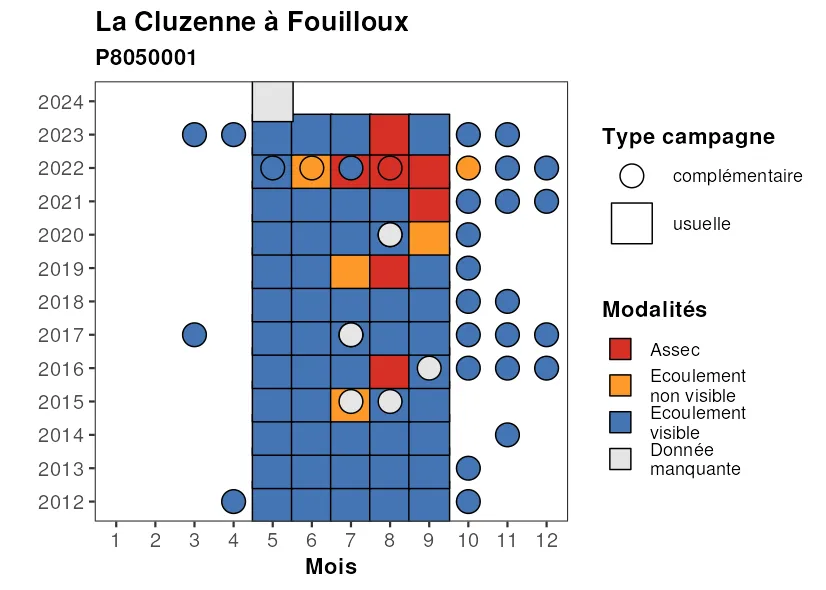 La Cluzenne à Fouilloux
P8050001
2024
2023
2022
2021
2020
2019
2018
2017
2016
2015
2014
2013
2012
1 2 3 4 5 6 7 8 9 10 11 12
Mois
Type campagne
complémentaire
usuelle
Modalités
Assec
Ecoulement
non visible
Ecoulement
visible
Donnée
manquante